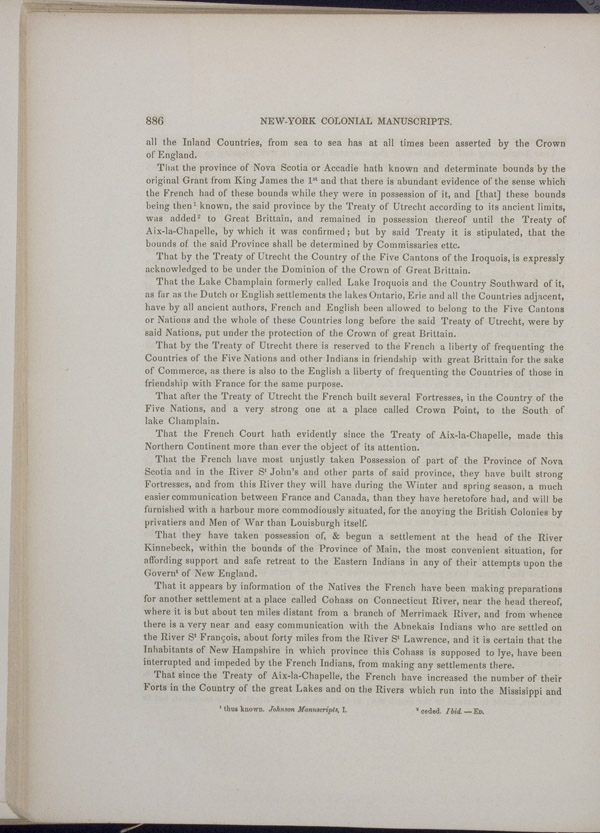 886 NEW-YORK COLONIAL MANUSCRIPTS.
all the Inland Countries, from sea to sea has at all times been asserted by the Crown
of England.
That the province of Nova Scotia or Accadie hath known and determinate bounds by the
original Grant from King James the 1st and that there is abundant evidence of the sense which
the French had of these bounds while they were in possession of it, and [that] these bounds
being then¹ known, the said province by the Treaty of Utrecht according to its ancient limits,
was added² to Great Brittain, and remained in possession thereof until the Treaty of
Aix-la-Chapelle, by which it was confirmed; but by said Treaty it is stipulated, that the
bounds of the said Province shall be determined by Commissaries ettc.
That by the Treaty of Utrecht the Country of the Five Cantons of the Iroquois, is expressly
acknowledged to be under the Dominion of the Crown of Great Brittain.
That the Lake Champlain formerly called Lake Iroquois and the Country Southward of it,
as far as the Dutch or English settlements the lakes Ontario, Erie and all the Countries adjacent,
have by all ancient authors, French and English been allowed to belong to the Five Cantons
or Nations and the whole of these Countries long before the said Treaty of Utrecht, were by
said Nations, put under the protection of the Crown of great Brittain.
That by the Treaty of Utrecht there is reserved to the French a liberty of frequenting the
Countries of the Five Nations and other Indians in friendship with great Brittain for the sake
of Commerce, as there is also to the English a liberty of frequenting the Countries of those in
friendship with France for the same purpose.
That after the Treaty of Utrecht the French built several Fortresses, in the Country of the
Five Nations, and a very strong one at a place called Crown Point, to the South of
lake Champlain.
That the French Court hath evidently since the Treaty of Aix-la-Chapelle, made this
Northern Continent more than ever the object of its attention.
That the French have most unjustly taken Possession of part of the Province of Nova
Scotia and in the River St John's and other parts of said province, they have built strong
Fortresses, and from this River they will have during the Winter and spring season, a much
easier communication between France and Canada, than they have heretofore had, and will be
furnished with a harbour more commodiously situated, for the anoying the British Colonies by
privatiers and Men of War than Louisburgh itself.
That they have taken possession of, & begun a settlement at the head of the River
Kinnebeck, within the bounds of the Province of Main, the most convenient situation, for
affording support and safe retreat to the Eastern Indians in any of their attempts upon the
Governt of New England.
That it appears by information of the Natives the French have been making preparations
for another settlement at a place called Cohass on Connecticut River, near the head thereof,
where it is but about ten miles distant from a branch of Merrimack River, and from whence
there is a very near and easy communication with the Abnekais Indians who are settled on
the River St François, about forty miles from the River St Lawrence, and it is certain that the
Inhabitants of New Hampshire in which province this Cohass is supposed to lye, have been
interrupted and impeded by the French Indians, from making any settlements there.
That since the Treaty of Aix-la-Chapelle, the French have increased the number of their
Forts in the Country of the great Lakes and on the Rivers which run into the Missisippi and
¹ thus known. Johnson Manuscripts, I. ² ceded. Ibid. — ED.